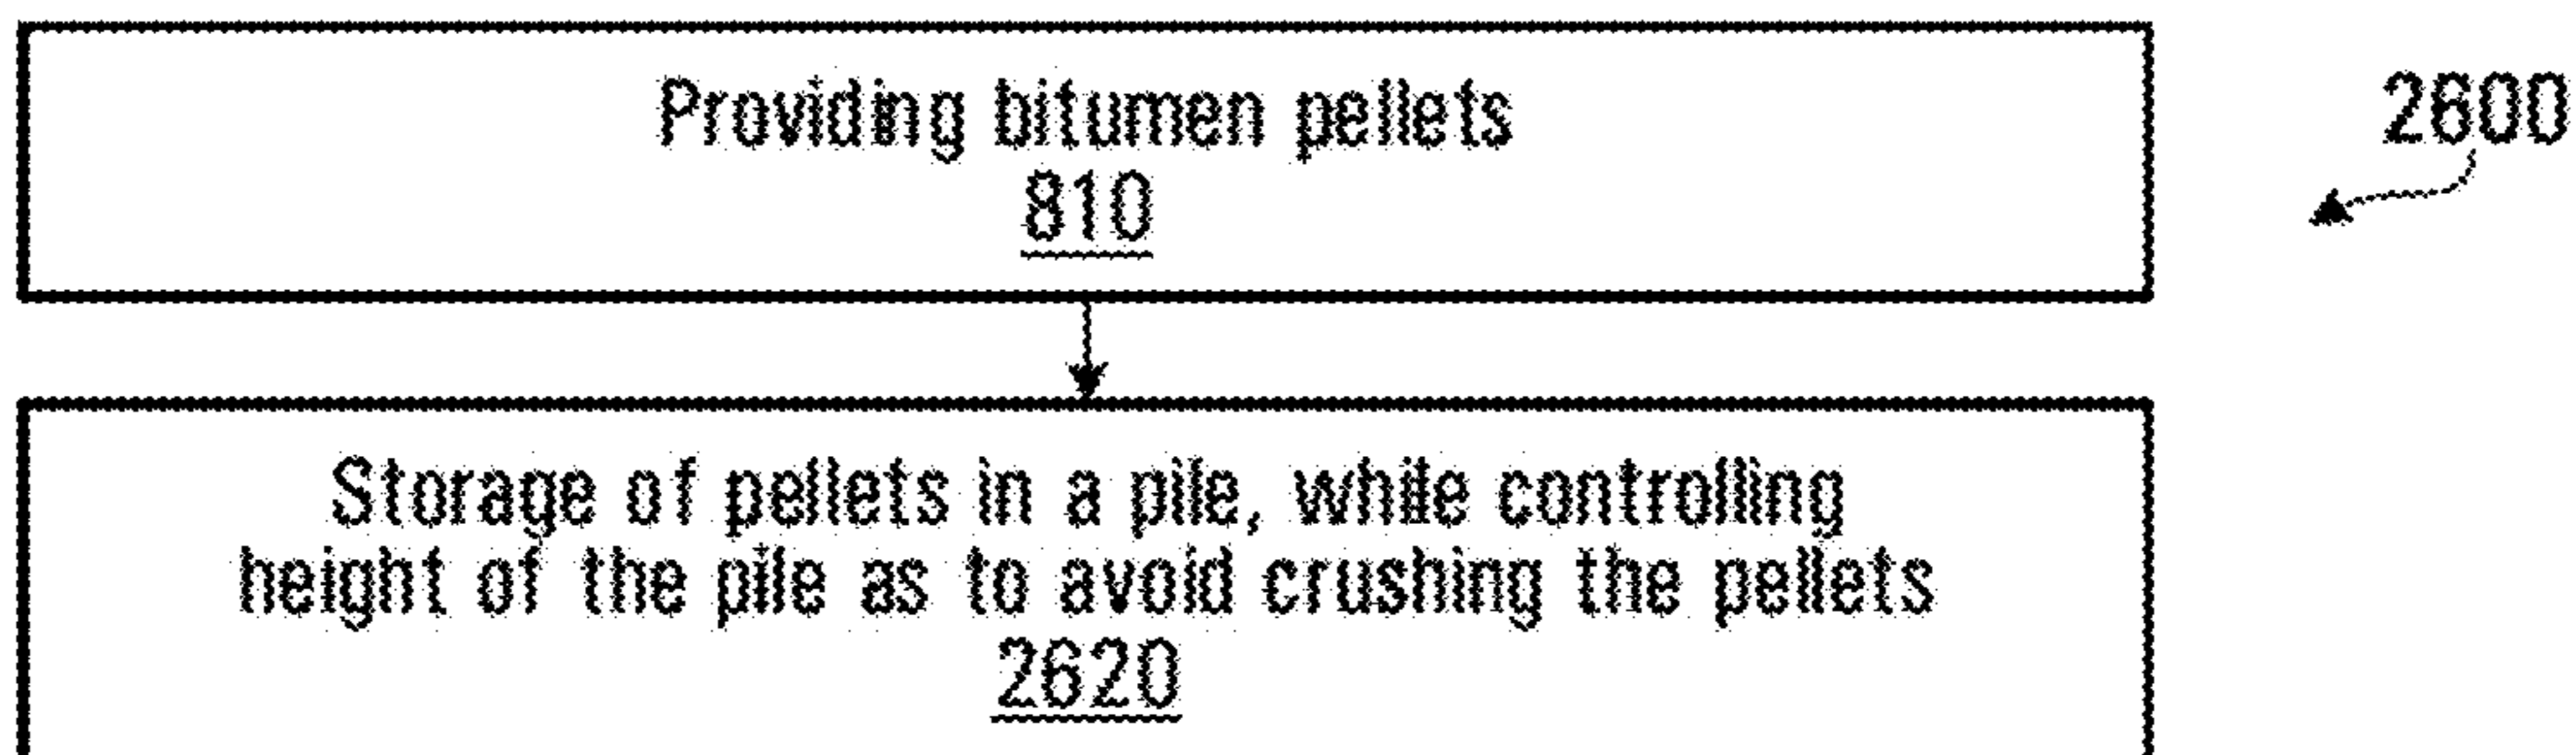 Providing bitumen pellets
810
2600
Storage of pellets in a pile, while controlling
height of the pile as to avoid crushing the pellets
2620